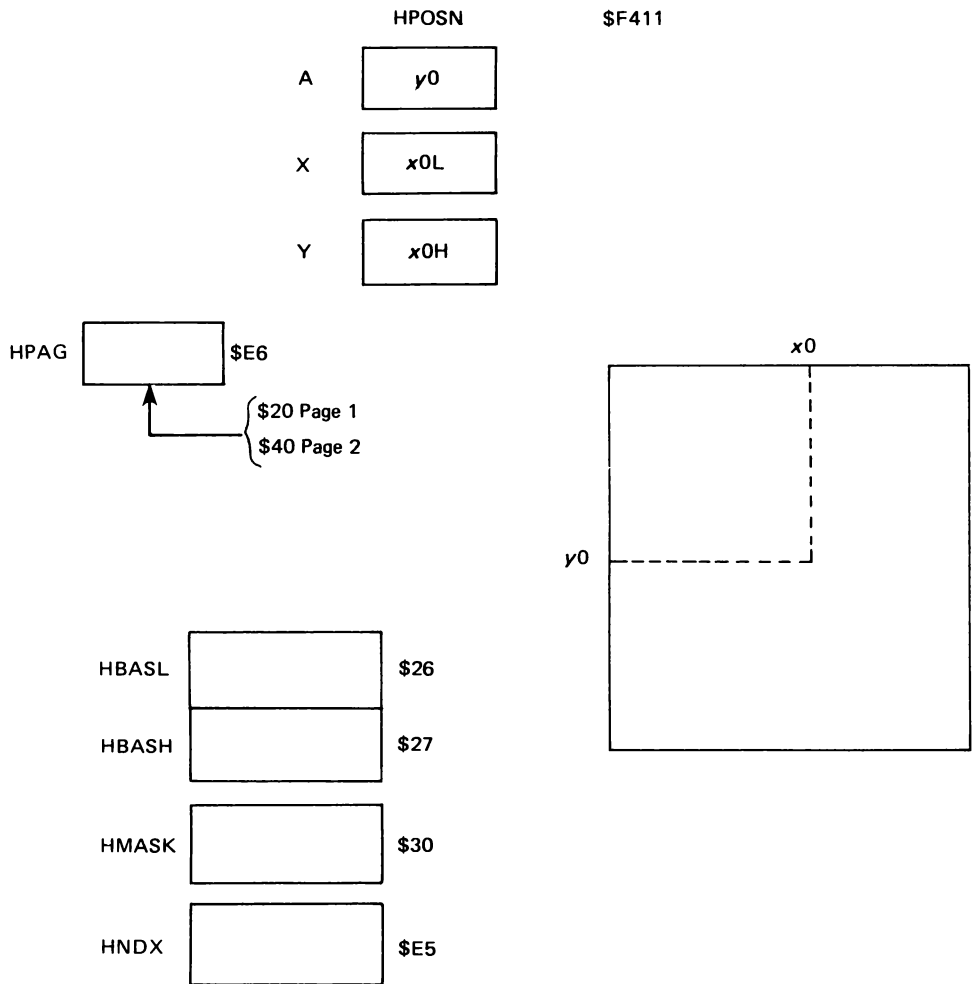 HPOSN $F411
A y0
X x0L
Y x0H
HPAG $E6
$20 Page 1
$40 Page 2
x0
y0
HBASL $26
HBASH $27
HMASK $30
HNDX $E5